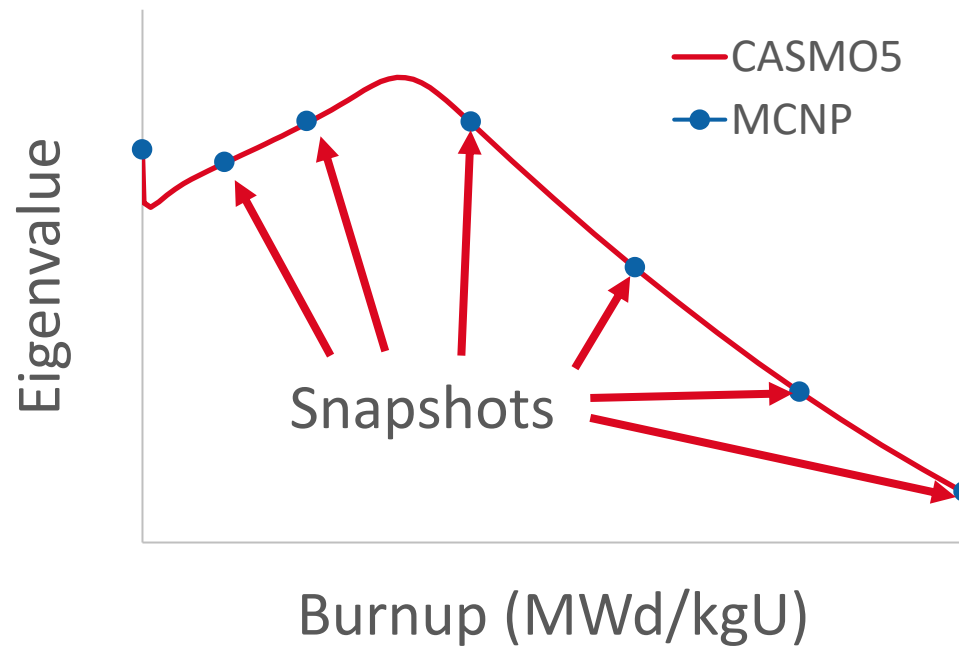 CASMO5
MCNP
Eigenvalue
Snapshots
Burnup (MWd/kgU)